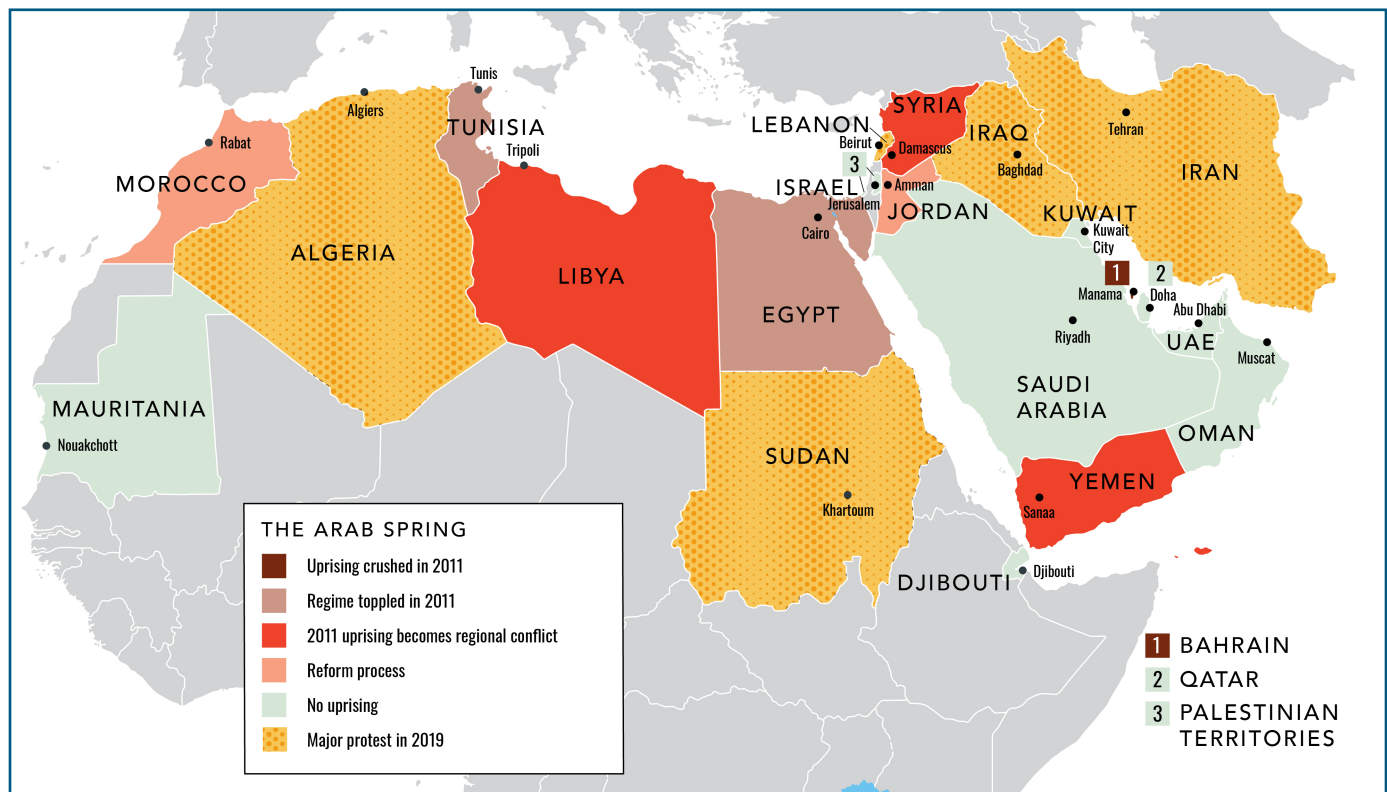 Tunis
Algiers
TUNISIA
Rabat
Tripoli
MOROCCO
ALGERIA
LIBYA
EGYPT
Cairo
LEBANON
Beirut
SYRIA
Damascus
3
ISRAEL
Jerusalem
Amman
JORDAN
IRAQ
Baghdad
Tehran
IRAN
KUWAIT
Kuwait
City
1
2
Manama
Doha
Abu Dhabi
UAE
Riyadh
Muscat
SAUDI
ARABIA
OMAN
MAURITANIA
Nouakchott
SUDAN
Khartoum
YEMEN
Sanaa
DJIBOUTI
Djibouti
THE ARAB SPRING
Uprising crushed in 2011
Regime toppled in 2011
2011 uprising becomes regional conflict
Reform process
No uprising
Major protest in 2019
1 BAHRAIN
2 QATAR
3 PALESTINIAN
TERRITORIES